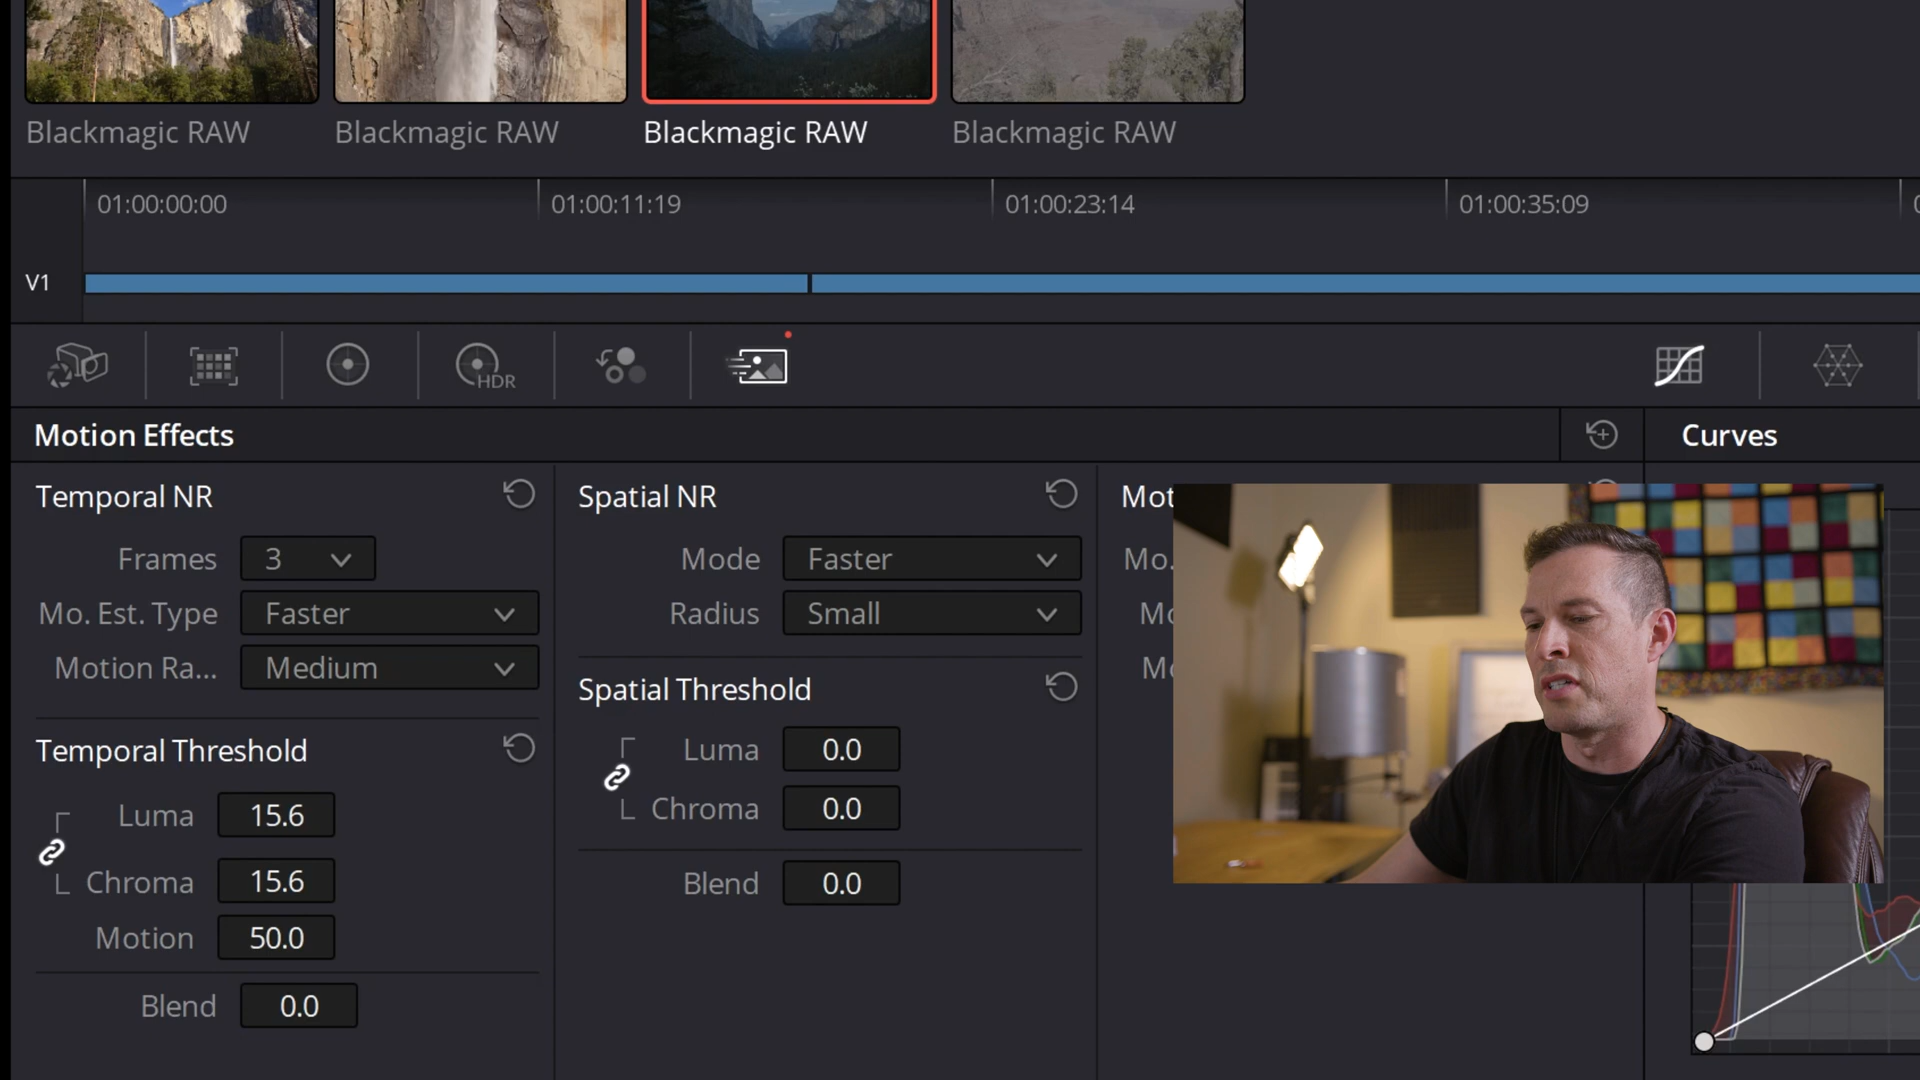 Blackmagic RAW
Blackmagic RAW
Blackmagic RAW
Blackmagic RAW
01:00:00:00
01:00:11:19
01:00:23:14
01:00:35:09
V1
HDR
Motion Effects
Curves
Temporal NR
Frames
3
Mo. Est. Type
Faster
Motion Ra...
Medium
Temporal Threshold
Luma
15.6
Chroma
15.6
Motion
50.0
Blend
0.0
Spatial NR
Mode
Faster
Radius
Small
Spatial Threshold
Luma
0.0
Chroma
0.0
Blend
0.0
Mo.